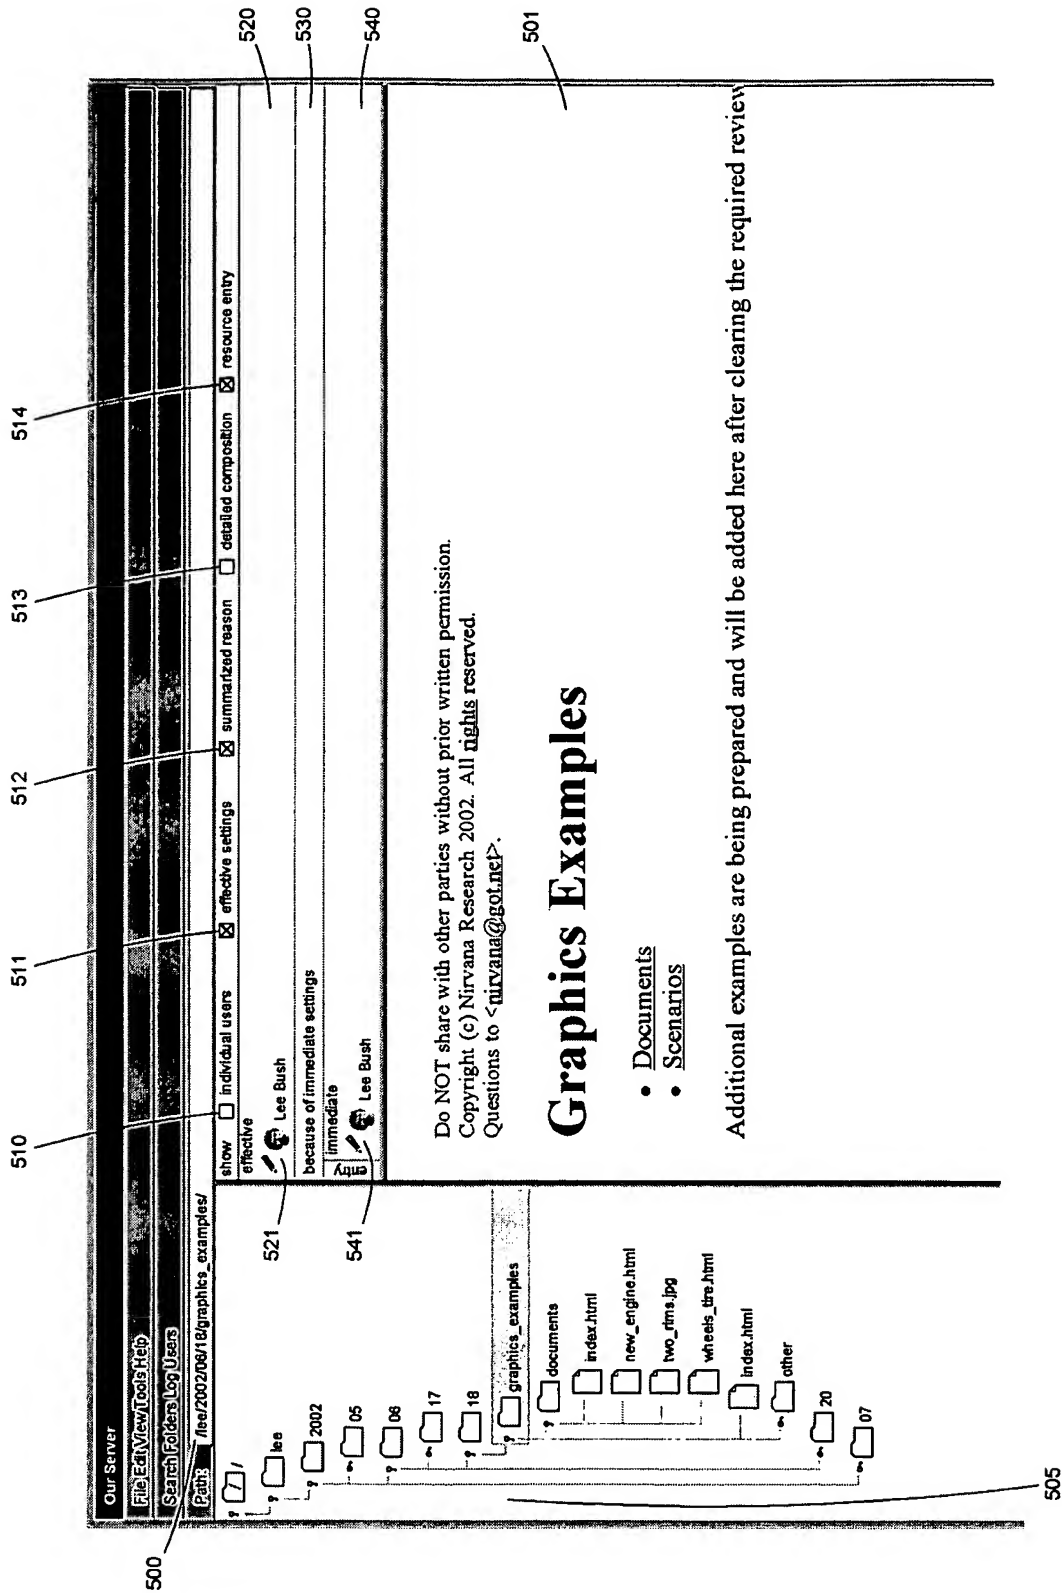 510
511
512
513
514
Our Server
File Edit View Tools Help
Search Folders Log Users
Path: /lee/2002/06/18/graphics_examples/
500
show
individual users
effective settings
summarized reason
detailed composition
resource entry
effective
Lee Bush
521
520
because of immediate settings
530
entry
immediate
Lee Bush
541
540
/
lee
2002
05
06
17
18
graphics_examples
documents
index.html
new_engine.html
two_rims.jpg
wheels_tire.html
index.html
other
20
07
505
501
Do NOT share with other parties without prior written permission.
Copyright (c) Nirvana Research 2002. All rights reserved.
Questions to <nirvana@got.net>.
Graphics Examples
• Documents
• Scenarios
Additional examples are being prepared and will be added here after clearing the required review